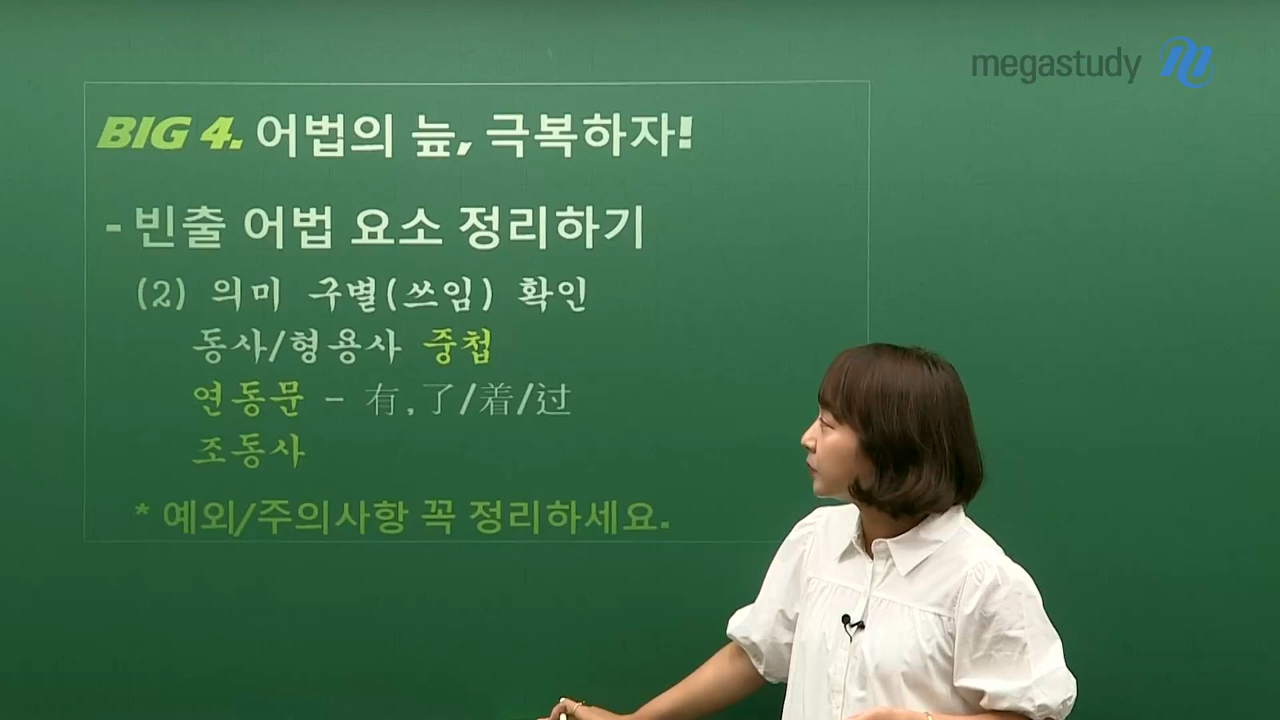 megastudy
BIG 4. 어법의 늪, 극복하자!
- 빈출 어법 요소 정리하기
(2) 의미 구별(쓰임) 확인
동사/형용사 중첩
연동문 - 有,了/着/过
조동사
* 예외/주의사항 꼭 정리하세요.